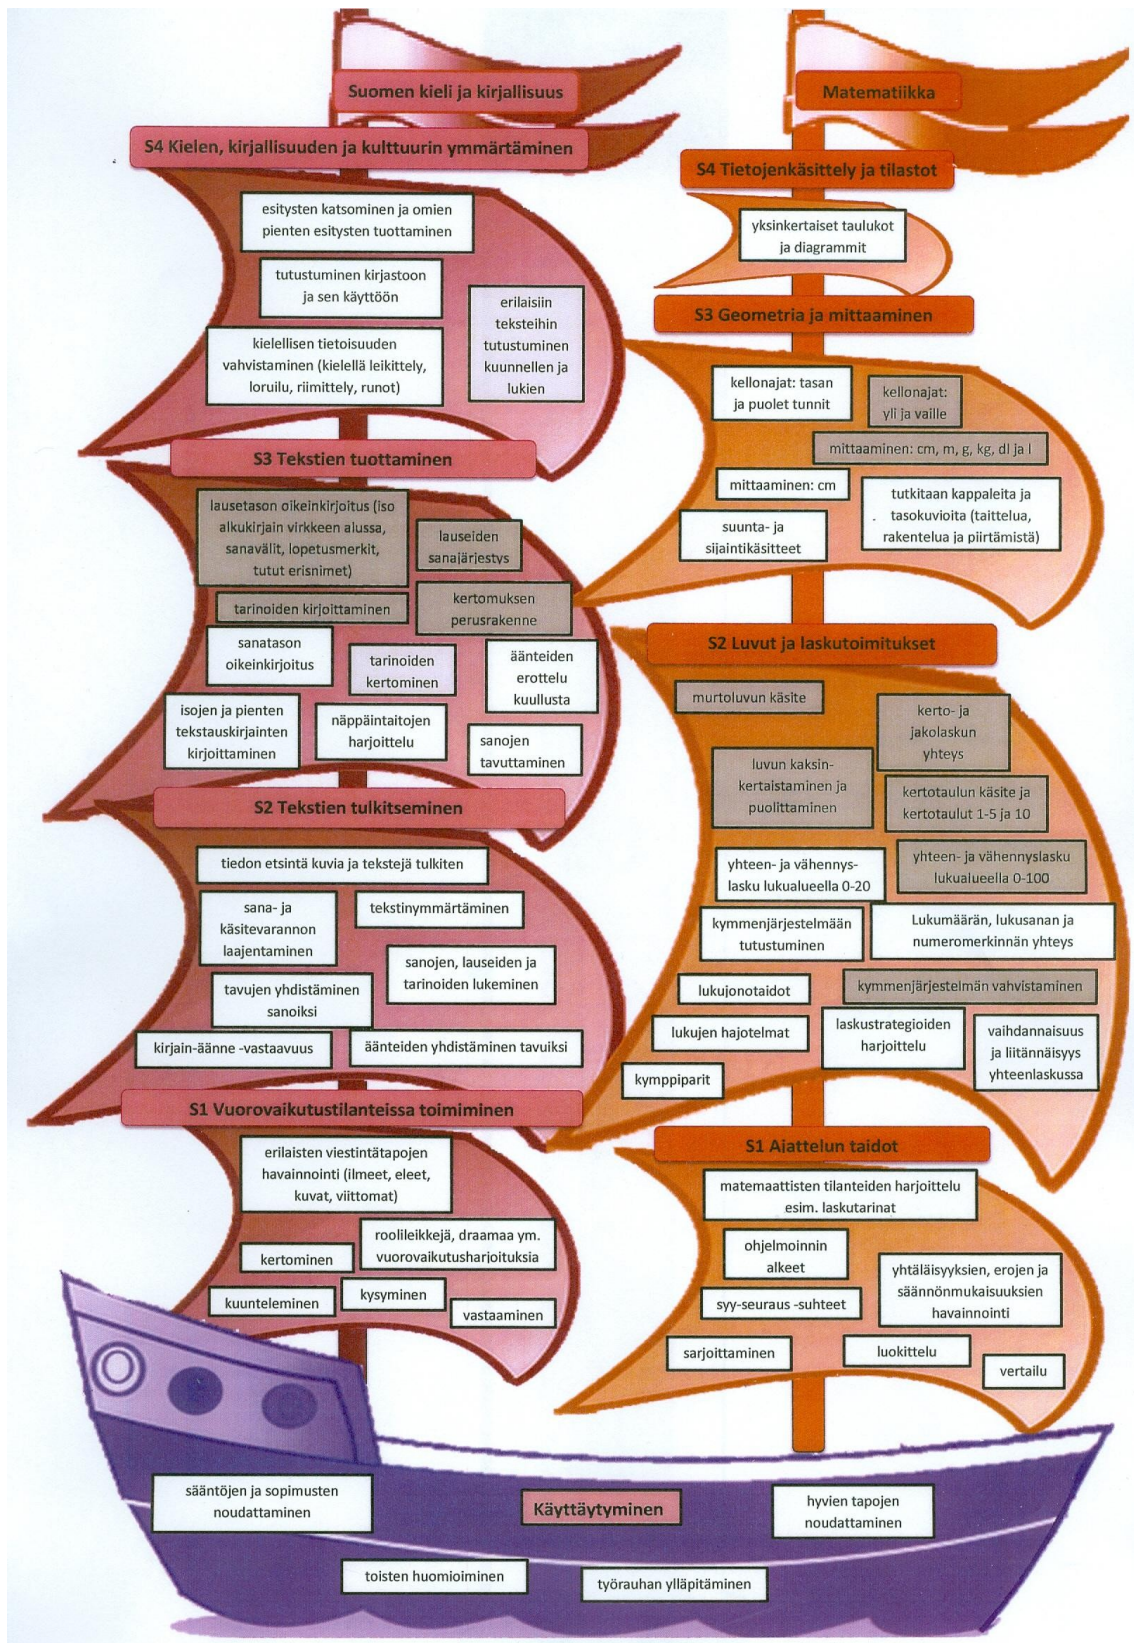 Suomen kieli ja kirjallisuus
S4 Kielen, kirjallisuuden ja kulttuurin ymmärtäminen
esitysten katsominen ja omien
pienten esitysten tuottaminen
tutustuminen kirjastoon
ja sen käyttöön
erilaisiin
teksteihin
tutustuminen
kuunnellen ja
lukien
kielellisen tietoisuuden
vahvistaminen (kielellä leikittely,
loruilu, riimittely, runot)
S3 Tekstien tuottaminen
lausetason oikeinkirjoitus (iso
alkukirjain virkkeen alussa,
sanavälit, lopetusmerkit,
tutut erisnimet)
lauseiden
sanajärjestys
tarinoiden kirjoittaminen
kertomuksen
perusrakenne
sanatason
oikeinkirjoitus
tarinoiden
kertominen
äänteiden
erottelu
kuullusta
isojen ja pienten
tekstauskirjainten
kirjoittaminen
näppäintaitojen
harjoittelu
sanojen
tavuttaminen
S2 Tekstien tulkitseminen
tiedon etsintä kuvia ja tekstejä tulkiten
sana- ja
käsitevarannon
laajentaminen
tekstinymmärtäminen
sanojen, lauseiden ja
tarinoiden lukeminen
tavujen yhdistäminen
sanoiksi
kirjain-äänne -vastaavuus
äänteiden yhdistäminen tavuiksi
S1 Vuorovaikutustilanteissa toimiminen
erilaisten viestintätapojen
havainnointi (ilmeet, eleet,
kuvat, viittomat)
roolileikkejä, draamaa ym.
vuorovaikutusharjoituksia
kertominen
kuunteleminen
kysyminen
vastaaminen
Matematiikka
S4 Tietojenkäsittely ja tilastot
yksinkertaiset taulukot
ja diagrammit
S3 Geometria ja mittaaminen
kellonajat: tasan
ja puolet tunnit
kellonajat:
yli ja vaille
mittaaminen: cm, m, g, kg, dl ja l
mittaaminen: cm
tutkitaan kappaleita ja
tasokuvioita (taittelua,
rakentelua ja piirtämistä)
suunta- ja
sijaintikäsitteet
S2 Luvut ja laskutoimitukset
murtoluvun käsite
kerto- ja
jakolaskun
yhteys
luvun kaksin-
kertaistaminen ja
puolittaminen
kertotaulun käsite ja
kertotaulut 1-5 ja 10
yhteen- ja vähennys-
lasku lukualueella 0-20
yhteen- ja vähennyslasku
lukualueella 0-100
kymmenjärjestelmään
tutustuminen
Lukumäärän, lukusanan ja
numeromerkinnän yhteys
lukujonotaidot
kymmenjärjestelmän vahvistaminen
lukujen hajotelmat
laskustrategioiden
harjoittelu
vaihdannaisuus
ja liitännäisyys
yhteenlaskussa
kymppiparit
S1 Ajattelun taidot
matemaattisten tilanteiden harjoittelu
esim. laskutarinat
ohjelmoinnin
alkeet
yhtäläisyyksien, erojen ja
säännönmukaisuuksien
havainnointi
syy-seuraus -suhteet
sarjoittaminen
luokittelu
vertailu
sääntöjen ja sopimusten
noudattaminen
Käyttäytyminen
hyvien tapojen
noudattaminen
toisten huomioiminen
työrauhan ylläpitäminen